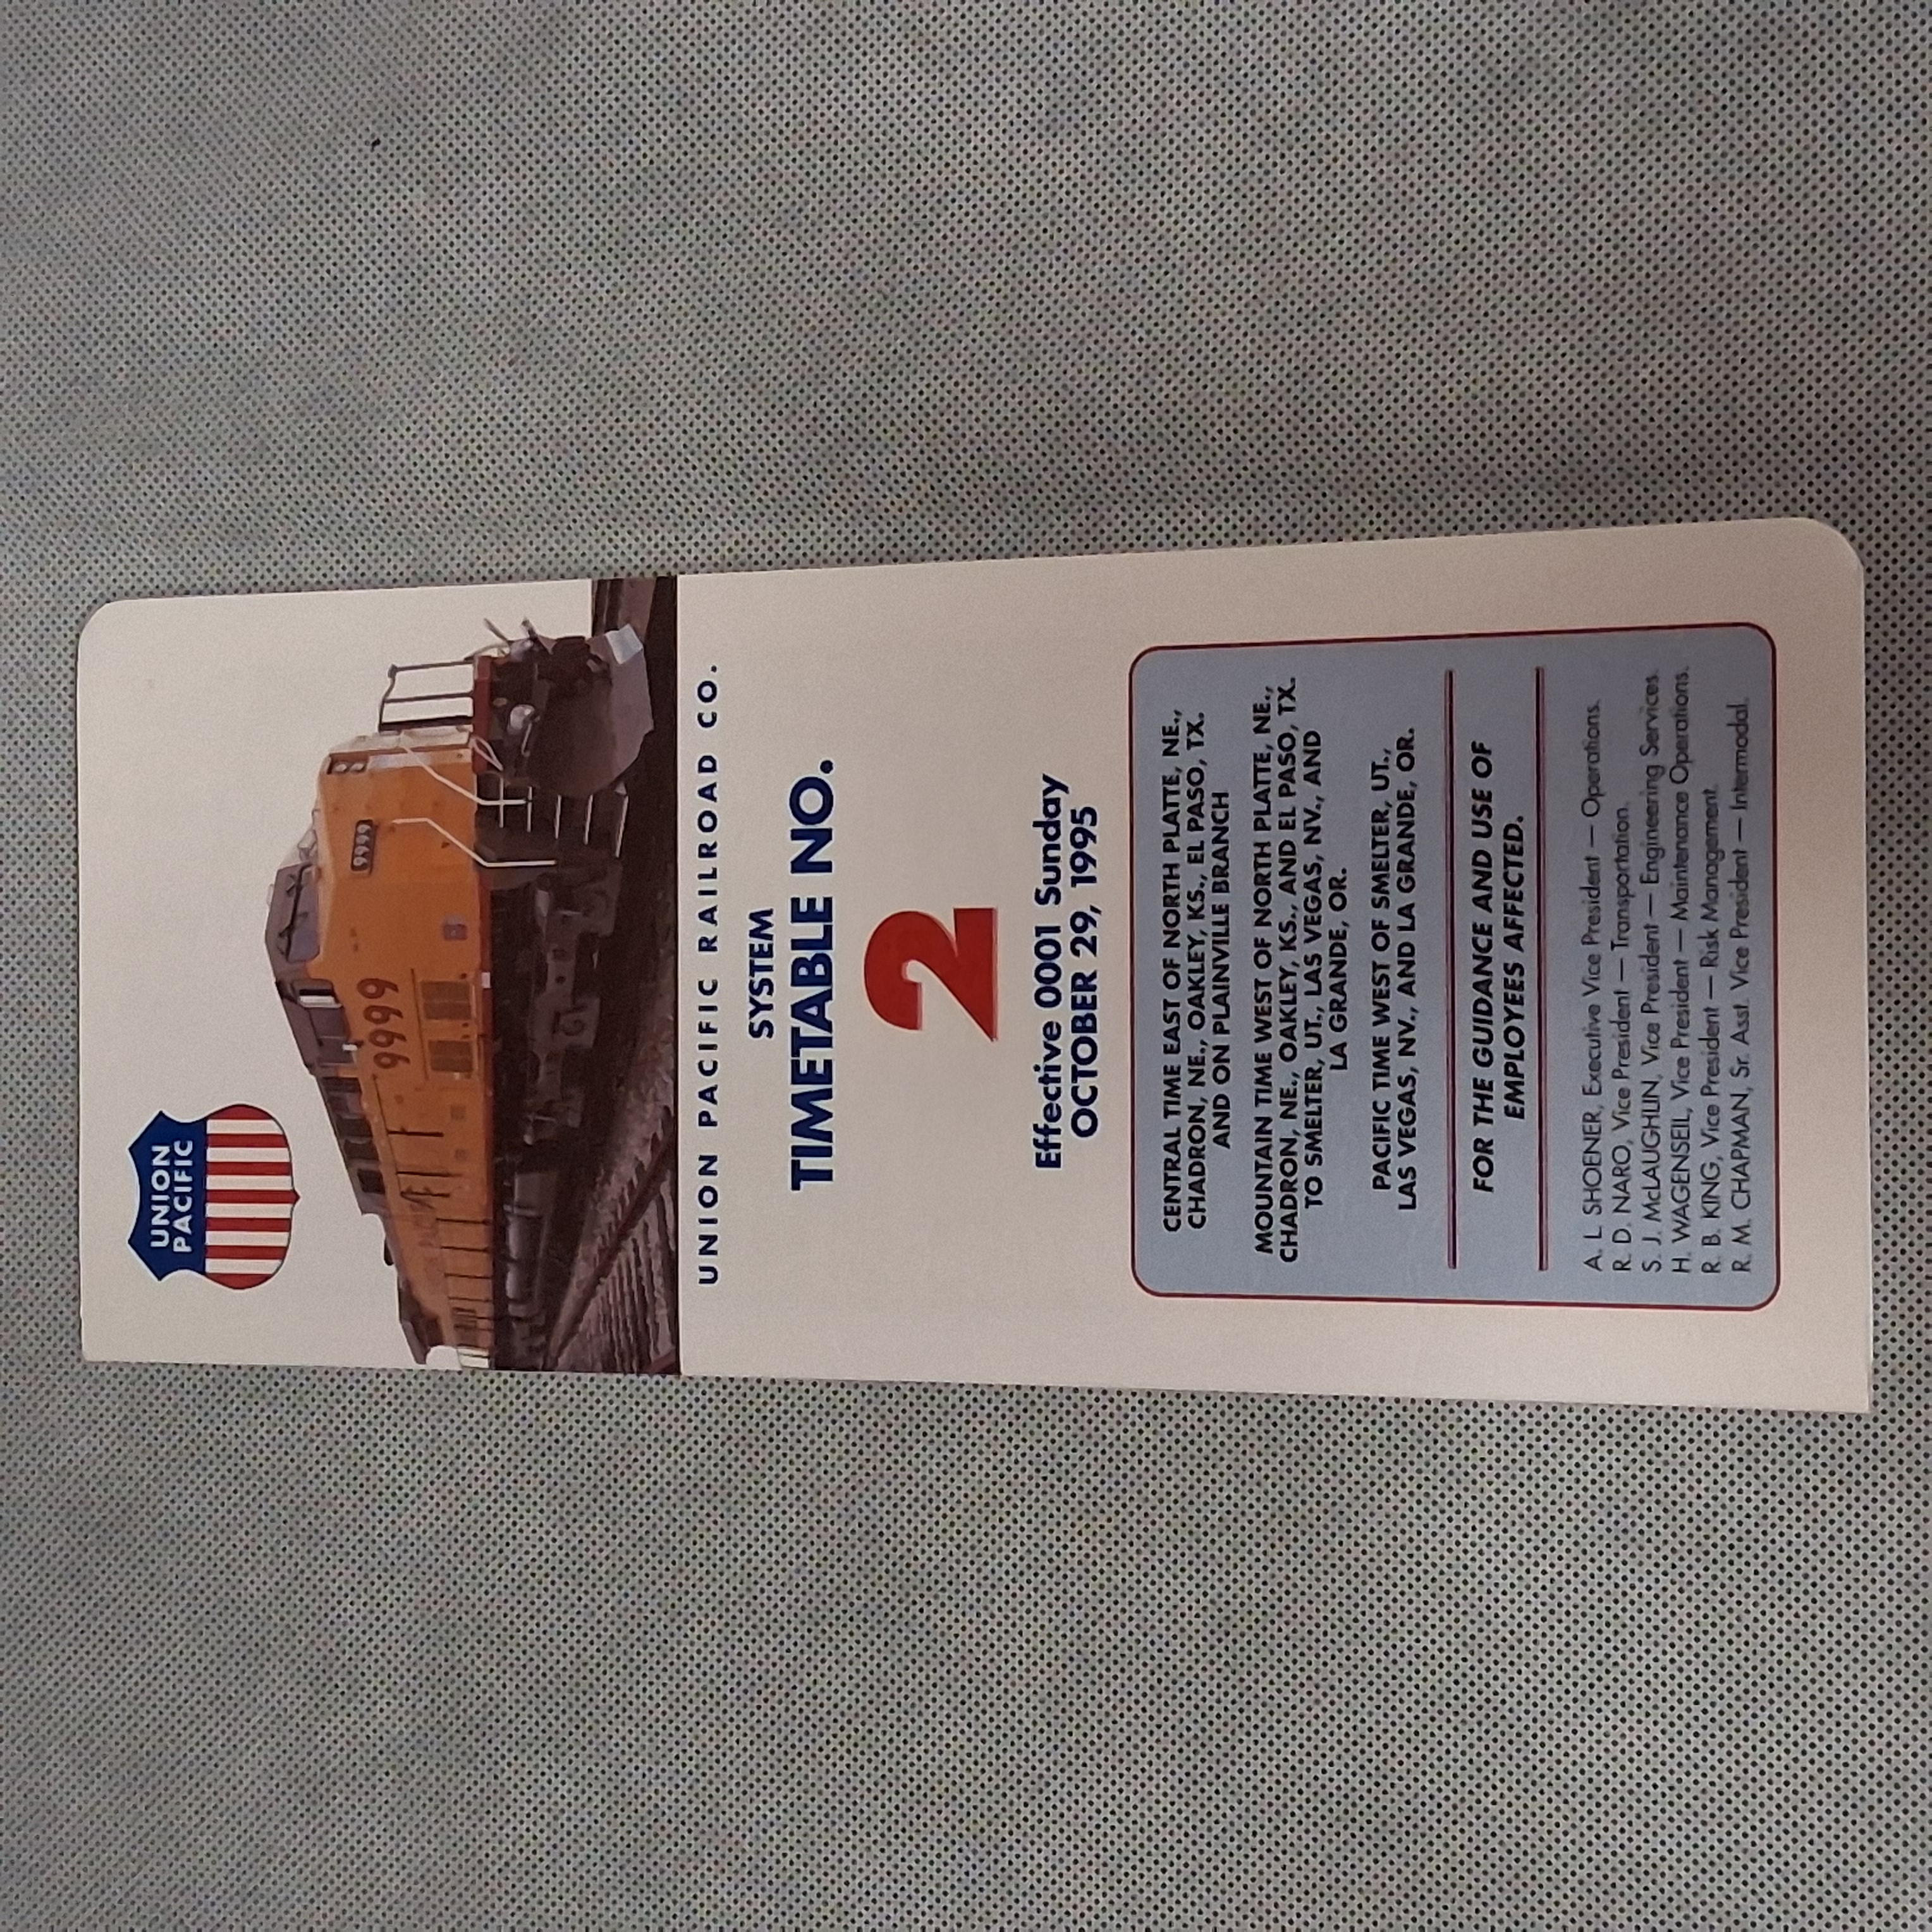 UNION
PACIFIC
9999
9999
UNION PACIFIC RAILROAD CO.
SYSTEM
TIMETABLE NO.
2
Effective 0001 Sunday
OCTOBER 29, 1995
CENTRAL TIME EAST OF NORTH PLATTE, NE.,
CHADRON, NE., OAKLEY, KS., EL PASO, TX.
AND ON PLAINVILLE BRANCH
MOUNTAIN TIME WEST OF NORTH PLATTE, NE.,
CHADRON, NE., OAKLEY, KS., AND EL PASO, TX.
TO SMELTER, UT., LAS VEGAS, NV., AND
LA GRANDE, OR.
PACIFIC TIME WEST OF SMELTER, UT.,
LAS VEGAS, NV., AND LA GRANDE, OR.
FOR THE GUIDANCE AND USE OF
EMPLOYEES AFFECTED.
A. L. SHOENER, Executive Vice President — Operations.
R. D. NARO, Vice President — Transportation.
S. J. McLAUGHLIN, Vice President — Engineering Services.
H. WAGENSEIL, Vice President — Maintenance Operations.
R. B. KING, Vice President — Risk Management.
R. M. CHAPMAN, Sr. Asst. Vice President — Intermodal.